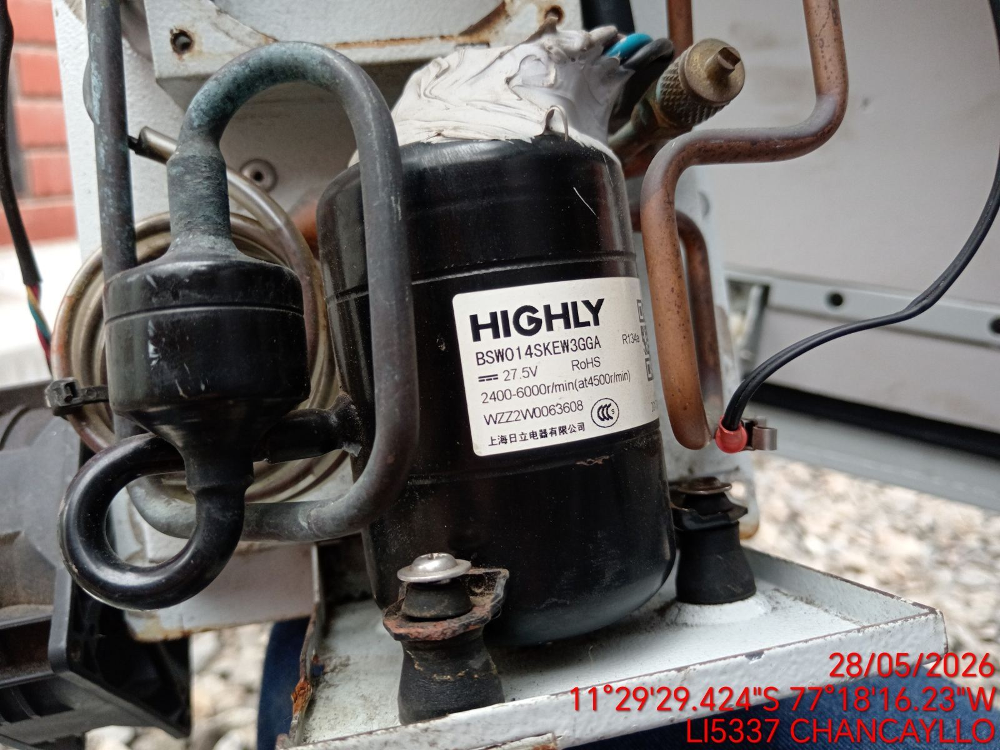 HIGHLY
BSW014SKEW3GGA
R134a
⎓ 27.5V RoHS
2400-6000r/min(at4500r/min)
WZZ2W0063608
CCC S
上海日立电器有限公司
28/05/2026
11°29'29.424"S 77°18'16.23"W
LI5337 CHANCAYLLO